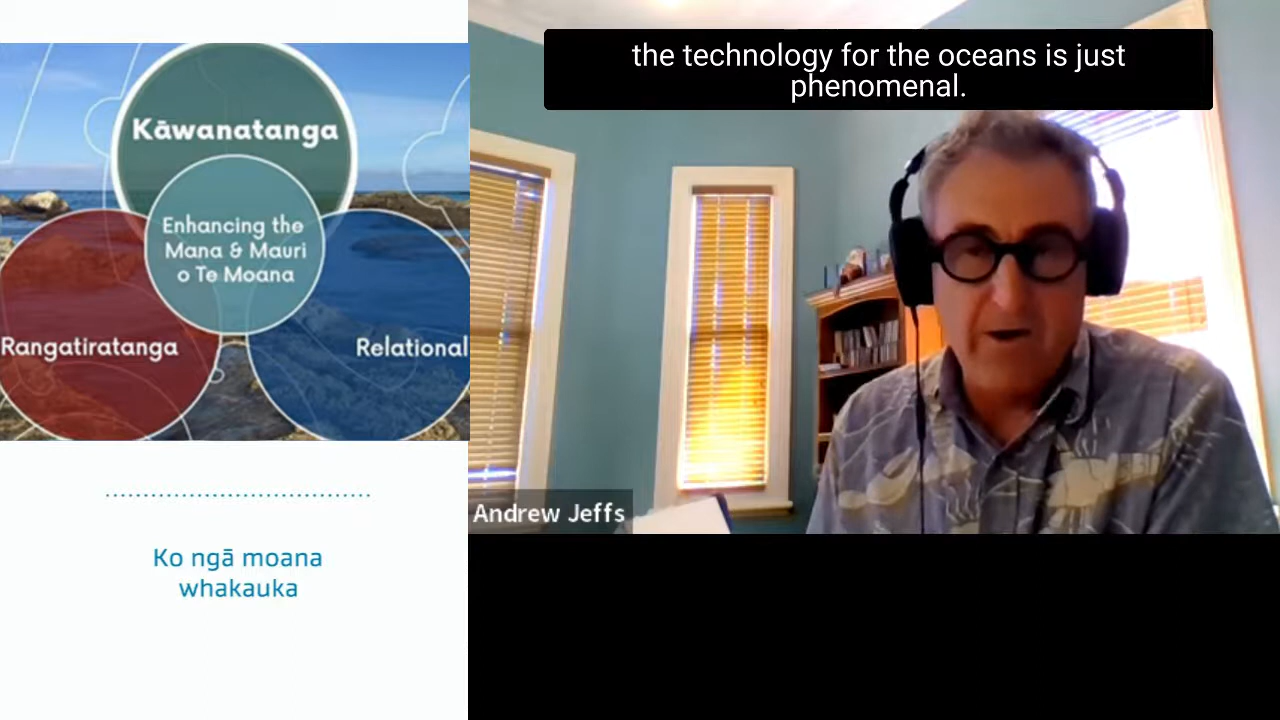 the technology for the oceans is just
phenomenal.
Kāwanatanga
Enhancing the
Mana & Mauri
o Te Moana
Rangatiratanga
Relational
Andrew Jeffs
Ko ngā moana
whakauka